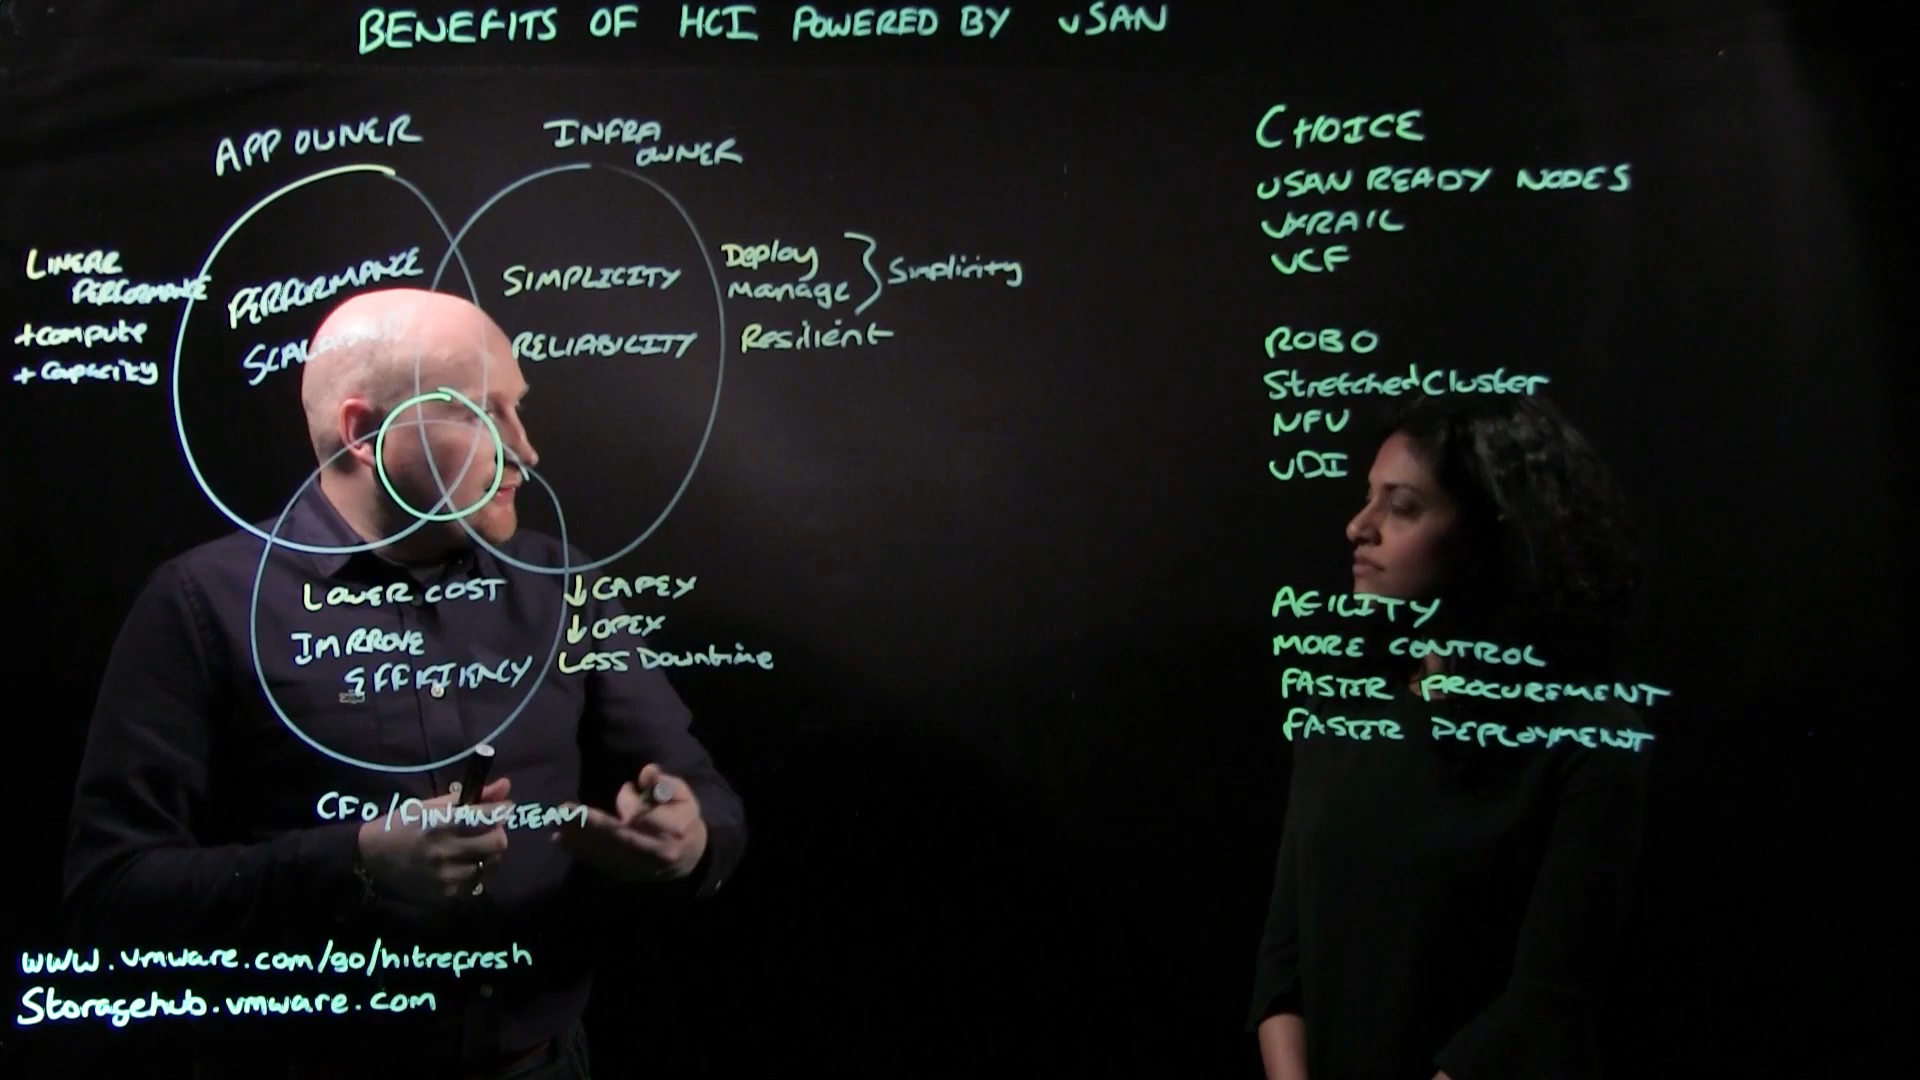 BENEFITS OF HCI POWERED BY vSAN
APP OWNER
INFRA
OWNER
LINEAR
PERFORMANCE
+compute
+ Capacity
PERFORMANCE
SCALABILITY
SIMPLICITY
RELIABILITY
Deploy
Manage
Simplicity
Resilient
LOWER COST
IMPROVE
EFFICIENCY
↓ CAPEX
↓ OPEX
Less Downtime
CFO/FINANCE TEAM
www.vmware.com/go/hitrefresh
Storagehub.vmware.com
CHOICE
vSAN READY NODES
VXRAIL
VCF
ROBO
Stretched Cluster
NFV
VDI
AGILITY
MORE CONTROL
FASTER PROCUREMENT
FASTER DEPLOYMENT